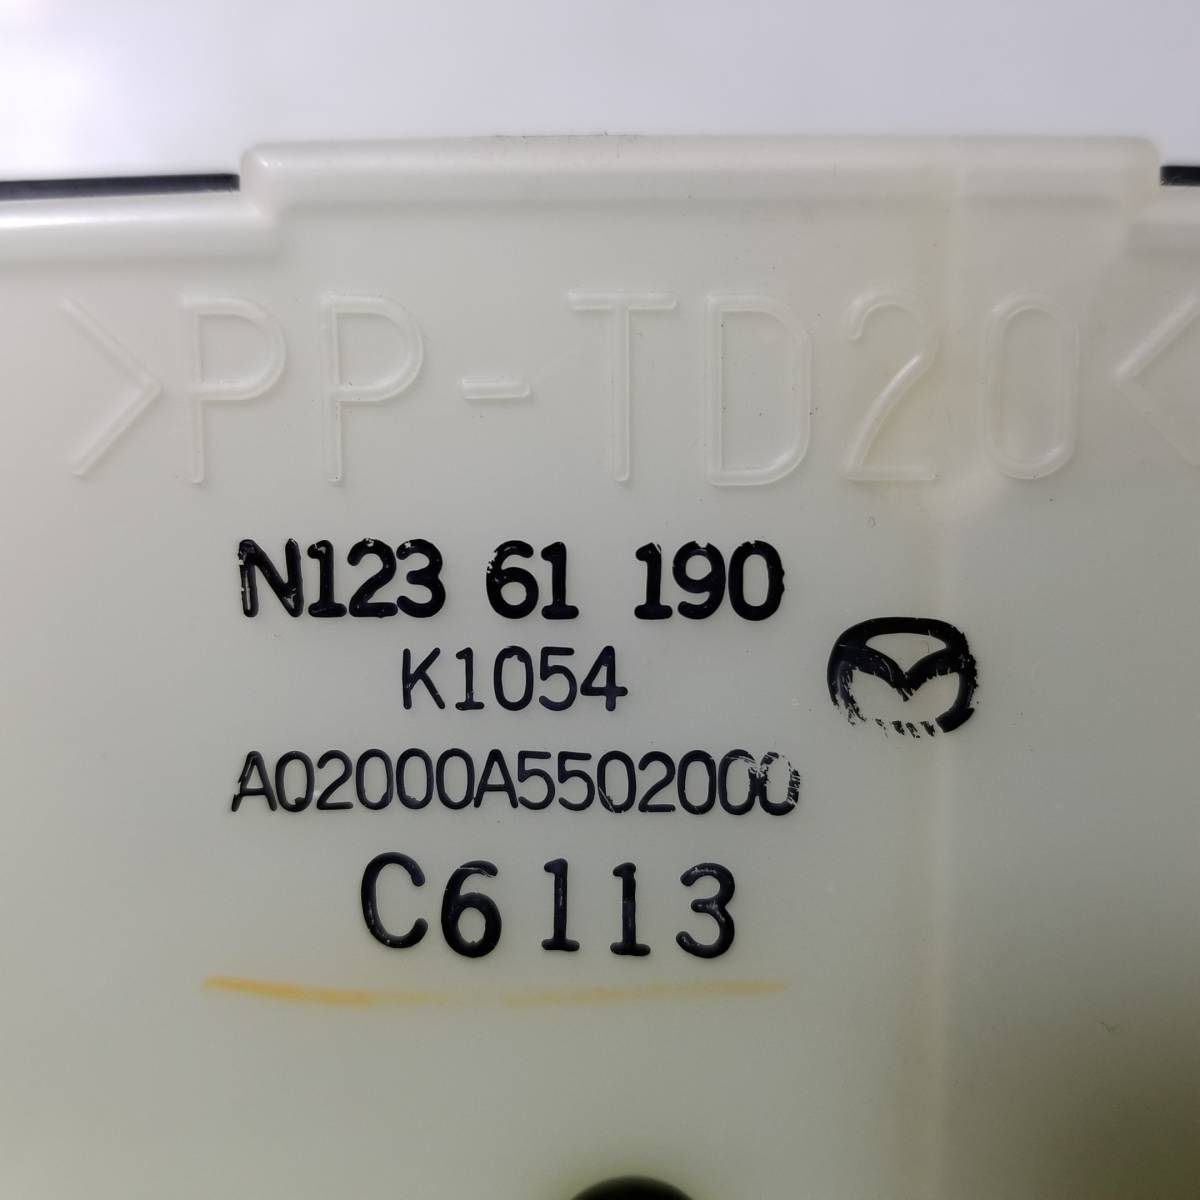 >PP-TD20<
N123 61 190
K1054
A02000A5502000
C6113